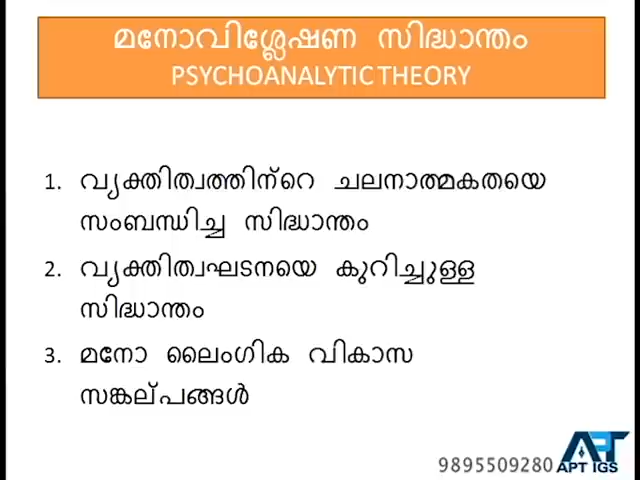 മനോവിശ്ലേഷണ സിദ്ധാന്തം
PSYCHOANALYTIC THEORY
1. വ്യക്തിത്വത്തിന്റെ ചലനാത്മകതയെ
സംബന്ധിച്ച സിദ്ധാന്തം
2. വ്യക്തിത്വഘടനയെ കുറിച്ചുള്ള
സിദ്ധാന്തം
3. മനോ ലൈംഗിക വികാസ
സങ്കല്പങ്ങൾ
9895509280
APT IGS